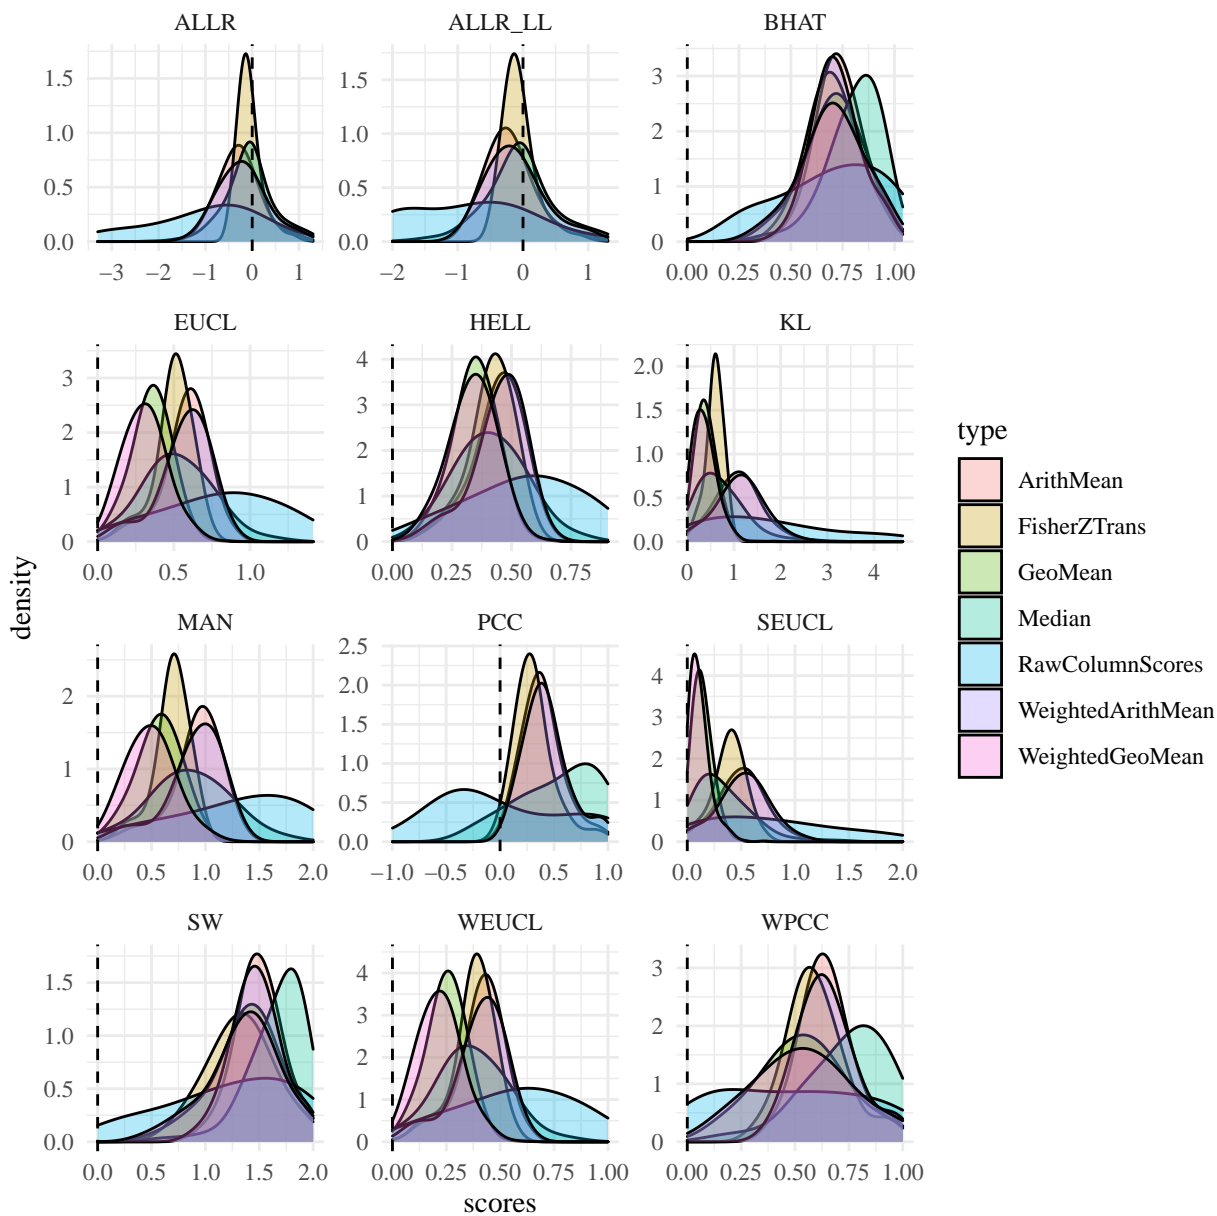 ALLR ALLR_LL BHAT
1.5
1.0
0.5
0.0
−3 −2 −1 0 1
1.5
1.0
0.5
0.0
−2 −1 0 1
3
2
1
0
0.00 0.25 0.50 0.75 1.00
EUCL HELL KL
3
2
1
0
0.0 0.5 1.0
4
3
2
1
0
0.00 0.25 0.50 0.75
2.0
1.5
1.0
0.5
0.0
0 1 2 3 4
MAN PCC SEUCL
2
1
0
0.0 0.5 1.0 1.5 2.0
2.5
2.0
1.5
1.0
0.5
0.0
−1.0 −0.5 0.0 0.5 1.0
4
3
2
1
0
0.0 0.5 1.0 1.5 2.0
SW WEUCL WPCC
1.5
1.0
0.5
0.0
0.0 0.5 1.0 1.5 2.0
4
3
2
1
0
0.00 0.25 0.50 0.75 1.00
3
2
1
0
0.00 0.25 0.50 0.75 1.00
density
scores
type
ArithMean
FisherZTrans
GeoMean
Median
RawColumnScores
WeightedArithMean
WeightedGeoMean